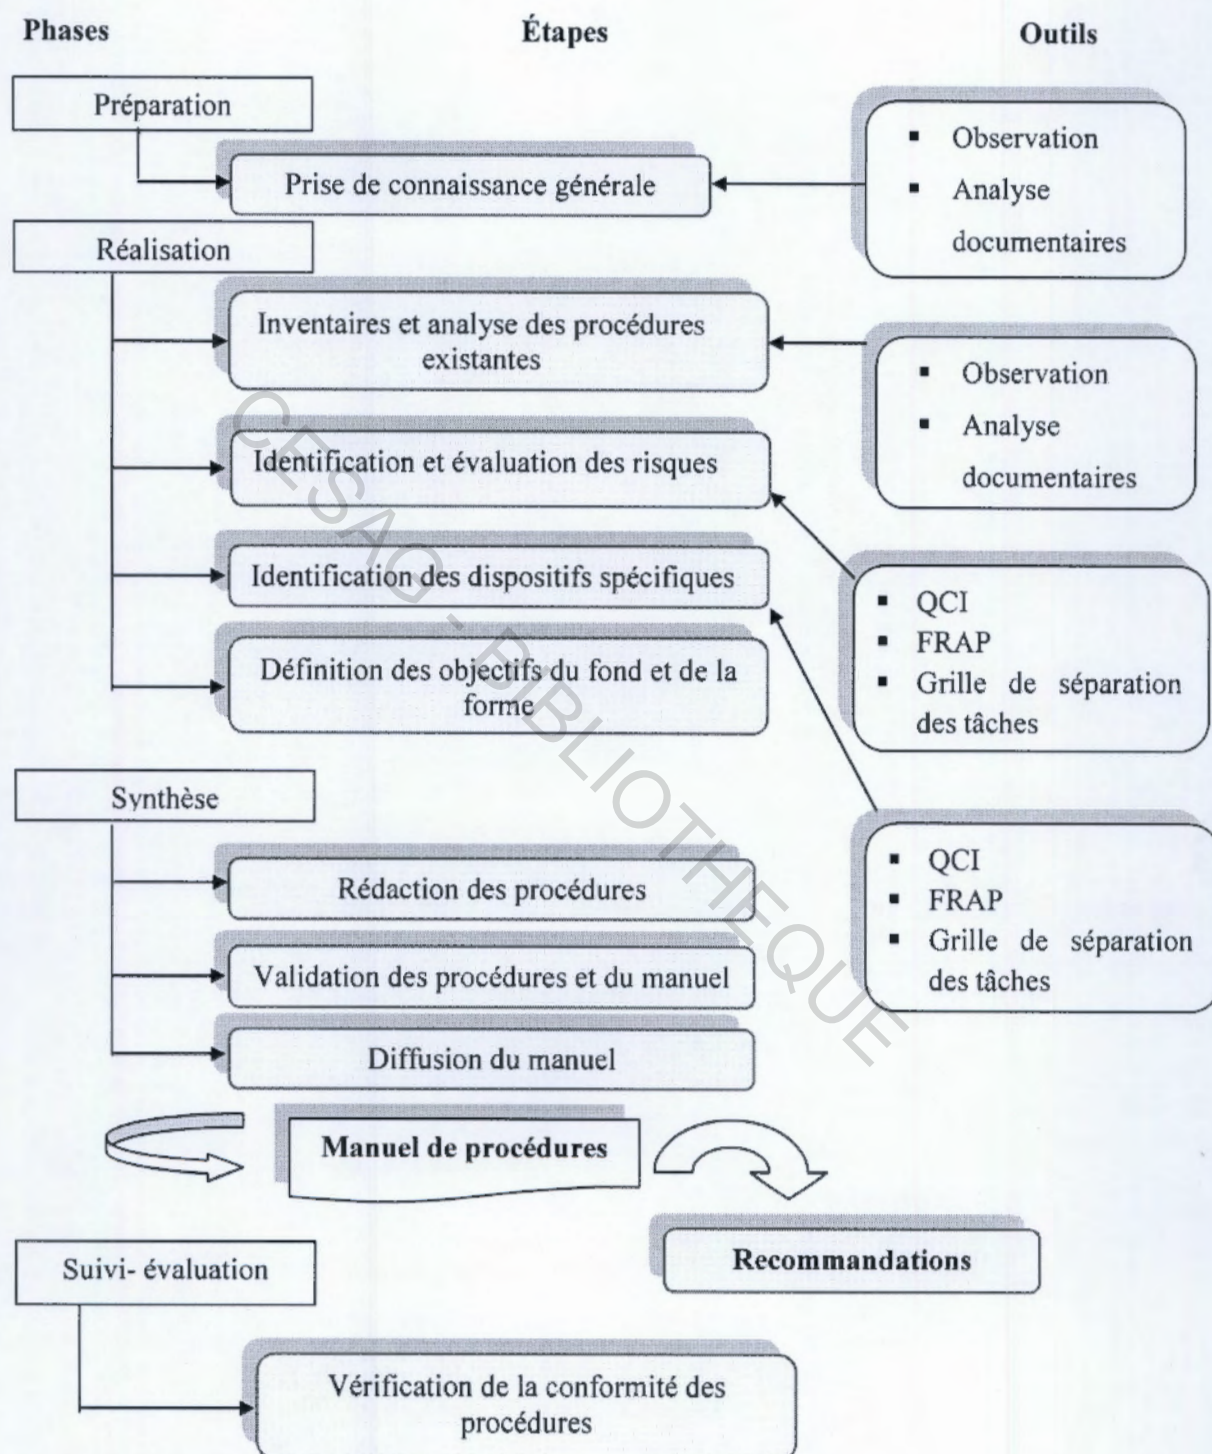 Phases
Étapes
Outils
Préparation
Prise de connaissance générale
▪ Observation
▪ Analyse
documentaires
Réalisation
Inventaires et analyse des procédures
existantes
▪ Observation
▪ Analyse
documentaires
Identification et évaluation des risques
Identification des dispositifs spécifiques
▪ QCI
▪ FRAP
▪ Grille de séparation
des tâches
Définition des objectifs du fond et de la
forme
Synthèse
Rédaction des procédures
▪ QCI
▪ FRAP
▪ Grille de séparation
des tâches
Validation des procédures et du manuel
Diffusion du manuel
Manuel de procédures
Recommandations
Suivi- évaluation
Vérification de la conformité des
procédures
CESAG - BIBLIOTHEQUE